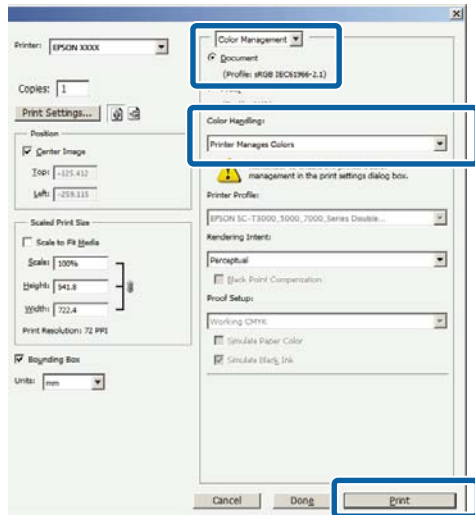 Printer: EPSON XXXX
Copies: 1
Print Settings...
Position
Center Image
Top: -125.412
Left: -259.115
Scaled Print Size
Scale to Fit Media
Scale: 100%
Height: 541.8
Width: 722.4
Print Resolution: 72 PPI
Bounding Box
Units: mm
Color Management
Document
(Profile: sRGB IEC61966-2.1)
Color Handling:
Printer Manages Colors
management in the print settings dialog box.
Printer Profile:
EPSON SC-T3000_5000_7000_Series Double...
Rendering Intent:
Perceptual
Black Point Compensation
Proof Setup:
Working CMYK
Simulate Paper Color
Simulate Black Ink
Cancel
Done
Print